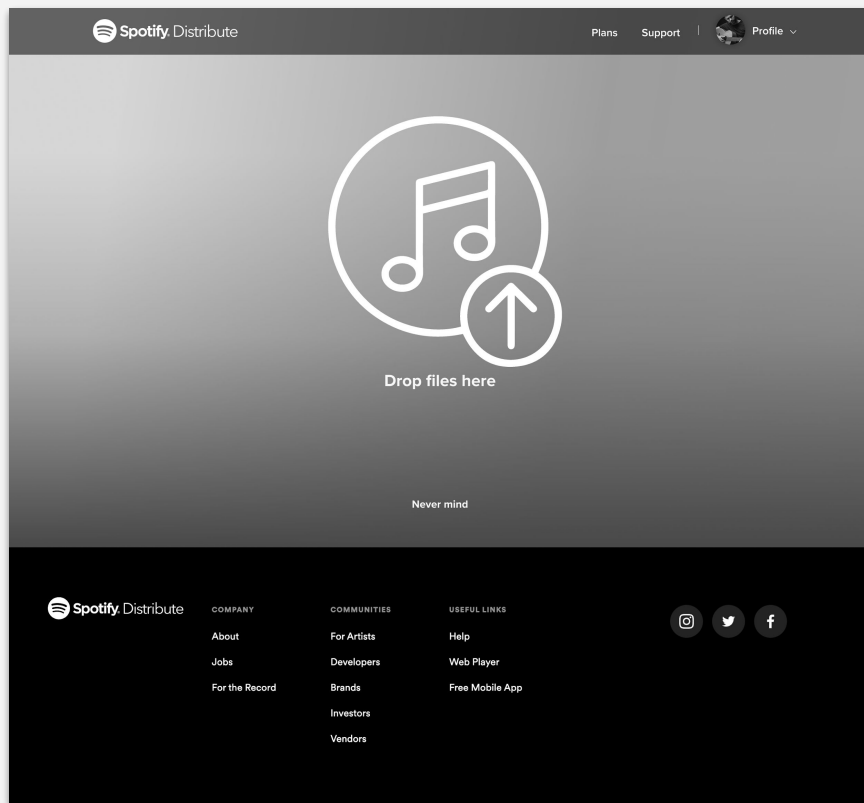 Spotify. Distribute
Plans Support | Profile
Drop files here
Never mind
Spotify. Distribute
COMPANY
About
Jobs
For the Record
COMMUNITIES
For Artists
Developers
Brands
Investors
Vendors
USEFUL LINKS
Help
Web Player
Free Mobile App